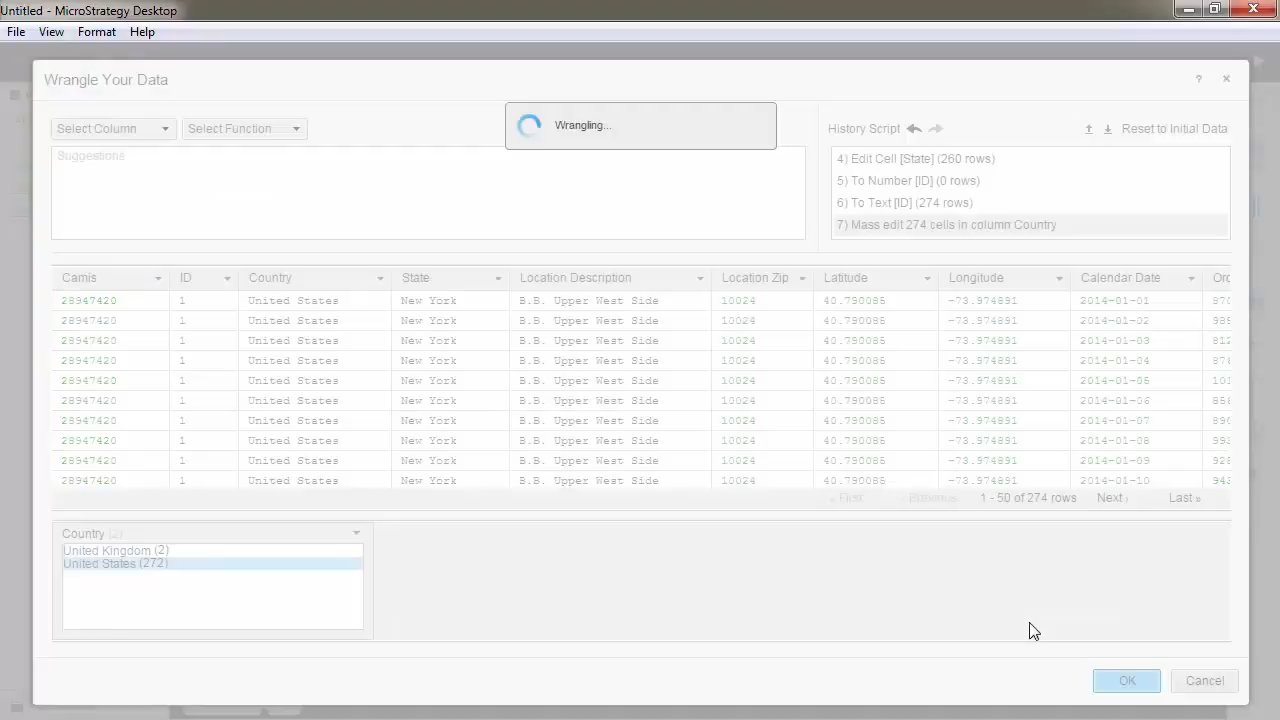 Untitled - MicroStrategy Desktop
File View Format Help
Wrangle Your Data
Select Column Select Function
Wrangling...
History Script
Reset to Initial Data
Suggestions
4) Edit Cell [State] (260 rows)
5) To Number [ID] (0 rows)
6) To Text [ID] (274 rows)
7) Mass edit 274 cells in column Country
Camis ID Country State Location Description Location Zip Latitude Longitude Calendar Date
28947420 1 United States New York B.B. Upper West Side 10024 40.790085 -73.974891 2014-01-01
28947420 1 United States New York B.B. Upper West Side 10024 40.790085 -73.974891 2014-01-02
28947420 1 United States New York B.B. Upper West Side 10024 40.790085 -73.974891 2014-01-03
28947420 1 United States New York B.B. Upper West Side 10024 40.790085 -73.974891 2014-01-04
28947420 1 United States New York B.B. Upper West Side 10024 40.790085 -73.974891 2014-01-05
28947420 1 United States New York B.B. Upper West Side 10024 40.790085 -73.974891 2014-01-06
28947420 1 United States New York B.B. Upper West Side 10024 40.790085 -73.974891 2014-01-07
28947420 1 United States New York B.B. Upper West Side 10024 40.790085 -73.974891 2014-01-08
28947420 1 United States New York B.B. Upper West Side 10024 40.790085 -73.974891 2014-01-09
28947420 1 United States New York B.B. Upper West Side 10024 40.790085 -73.974891 2014-01-10
« First ‹ Previous 1 - 50 of 274 rows Next › Last »
Country (2)
United Kingdom (2)
United States (272)
OK Cancel